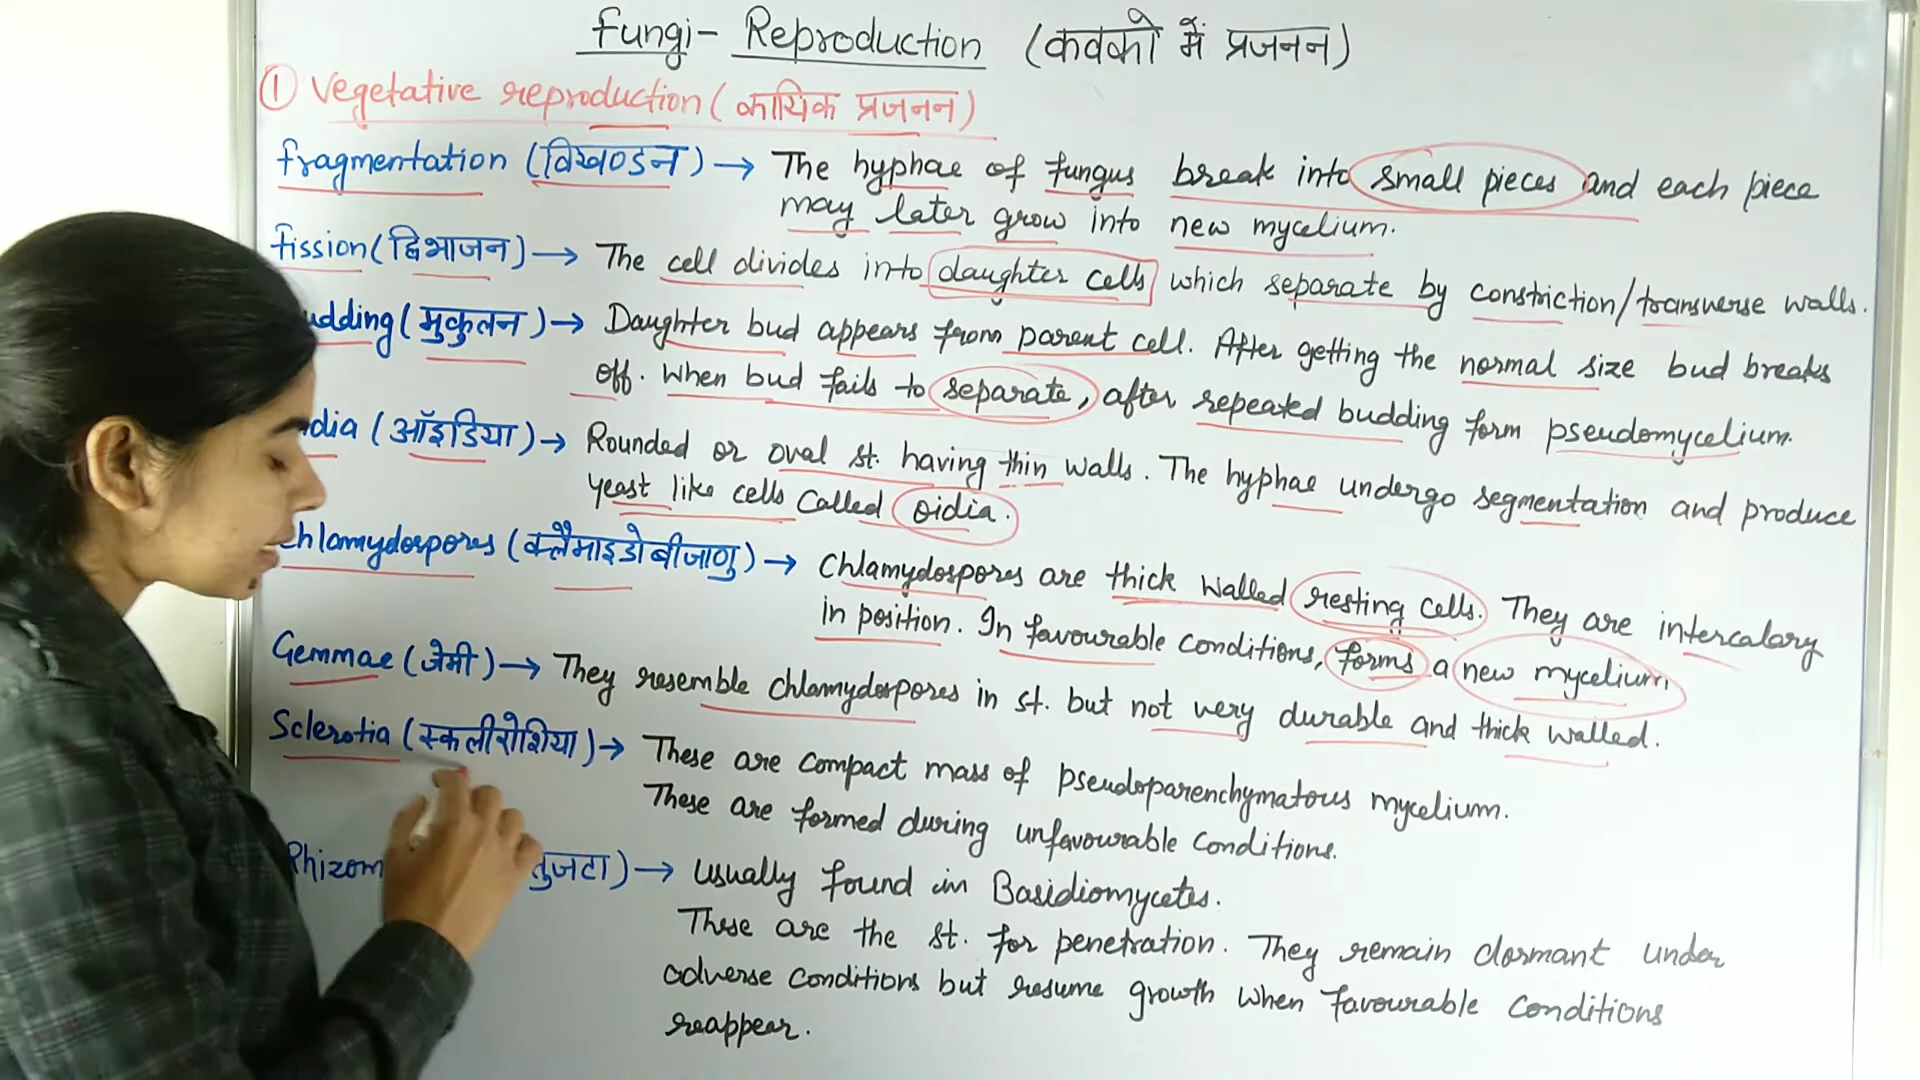 Fungi- Reproduction (कवको में प्रजनन)
① Vegetative reproduction (कायिक प्रजनन)
fragmentation (विखण्डन) → The hyphae of fungus break into small pieces and each piece
may later grow into new mycelium.
fission (द्विभाजन) → The cell divides into daughter cells which separate by constriction/transverse walls.
udding (मुकुलन) → Daughter bud appears from parent cell. After getting the normal size bud breaks
off. When bud fails to separate, after repeated budding form pseudomycelium.
dia (ऑइडिया) → Rounded or oval st. having thin walls. The hyphae undergo segmentation and produce
yeast like cells called oidia.
hlamydospores (क्लैमाइडोबीजाणु) → Chlamydospores are thick walled resting cells. They are intercalary
in position. In favourable conditions, forms a new mycelium.
Gemmae (जेमी) → They resemble chlamydospores in st. but not very durable and thick walled.
Sclerotia (स्कलीरोशिया) → These are compact mass of pseudoparenchymatous mycelium.
These are formed during unfavourable conditions.
Rhizom तुजटा) → Usually found in Basidiomycetes.
These are the st. for penetration. They remain dormant under
adverse conditions but resume growth when favourable conditions
reappear.